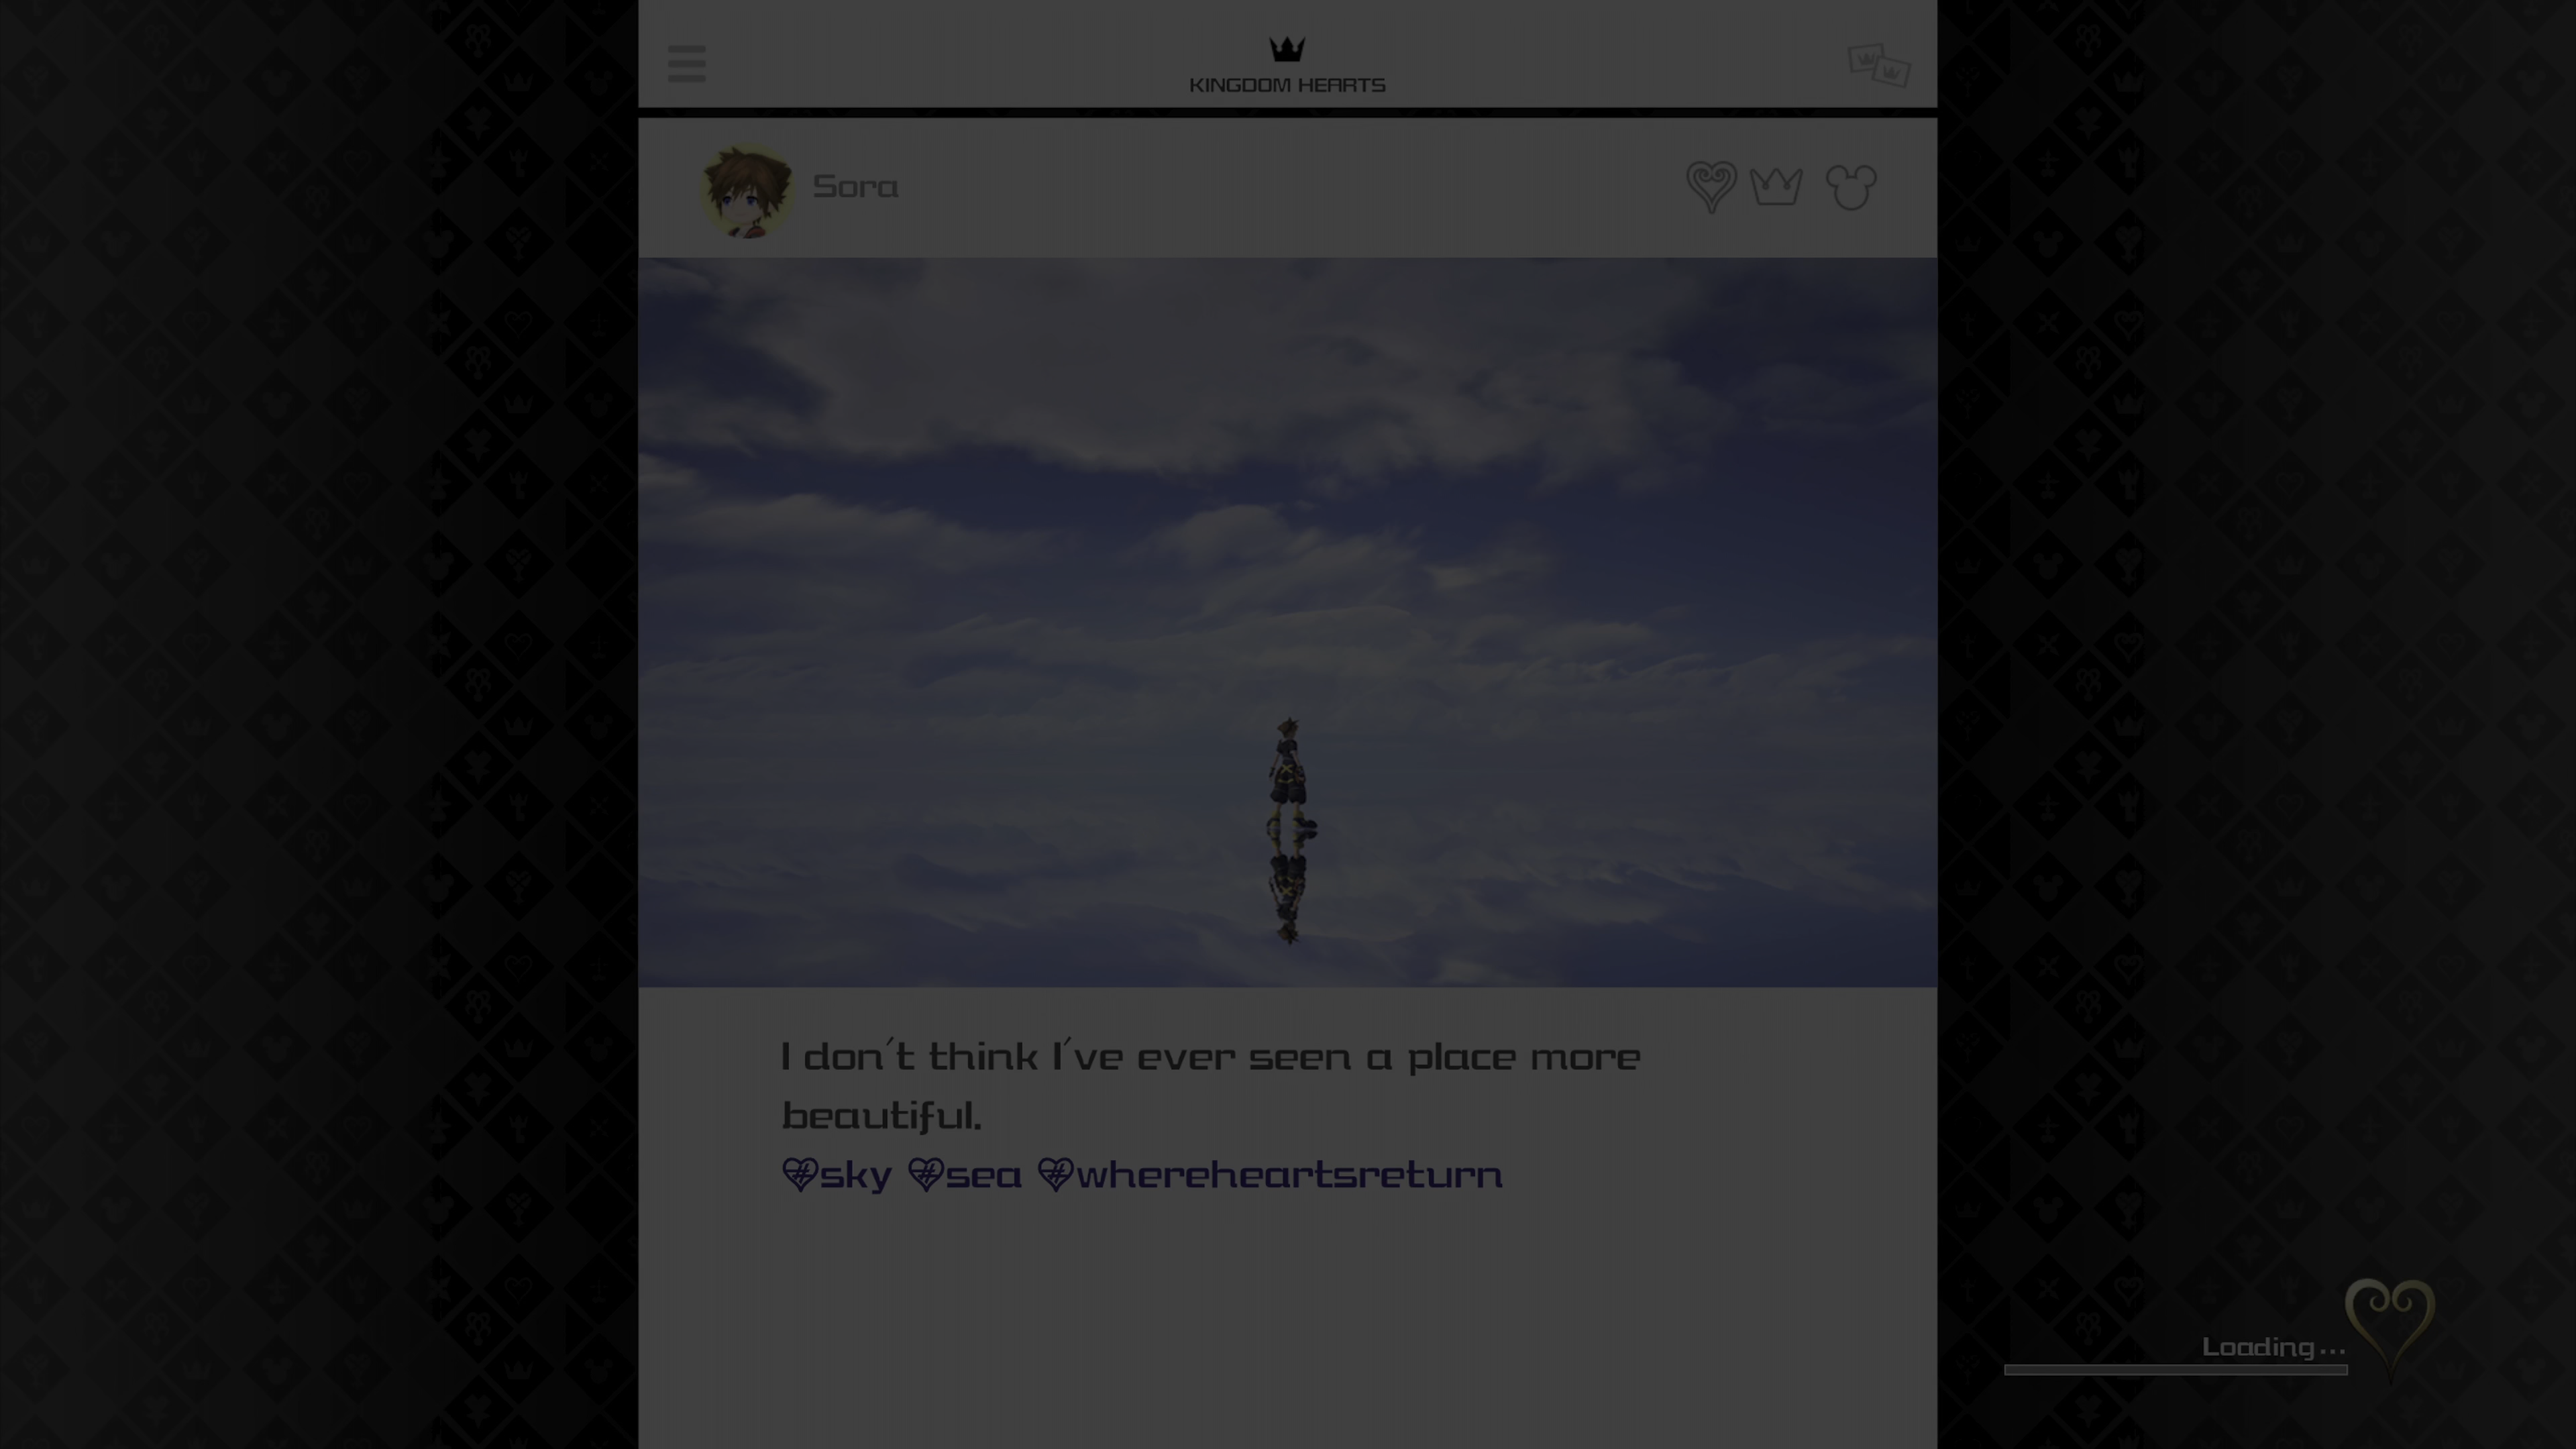 KINGDOM HEARTS
Sora
I don't think I've ever seen a place more
beautiful.
#sky #sea #whereheartsreturn
Loading...